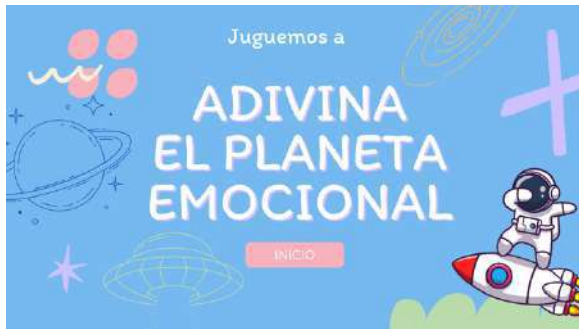 Juguemos a
ADIVINA
EL PLANETA
EMOCIONAL
INICIO